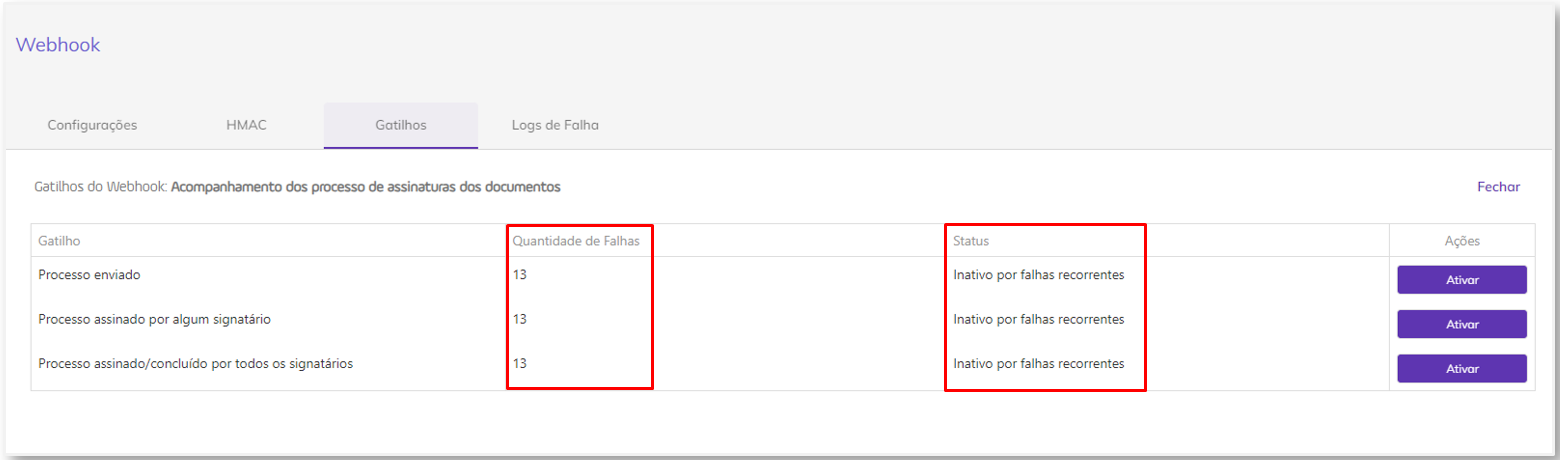 Webhook
Configurações HMAC Gatilhos Logs de Falha
Gatilhos do Webhook: Acompanhamento dos processo de assinaturas dos documentos Fechar
Gatilho Quantidade de Falhas Status Ações
Processo enviado 13 Inativo por falhas recorrentes Ativar
Processo assinado por algum signatário 13 Inativo por falhas recorrentes Ativar
Processo assinado/concluído por todos os signatários 13 Inativo por falhas recorrentes Ativar